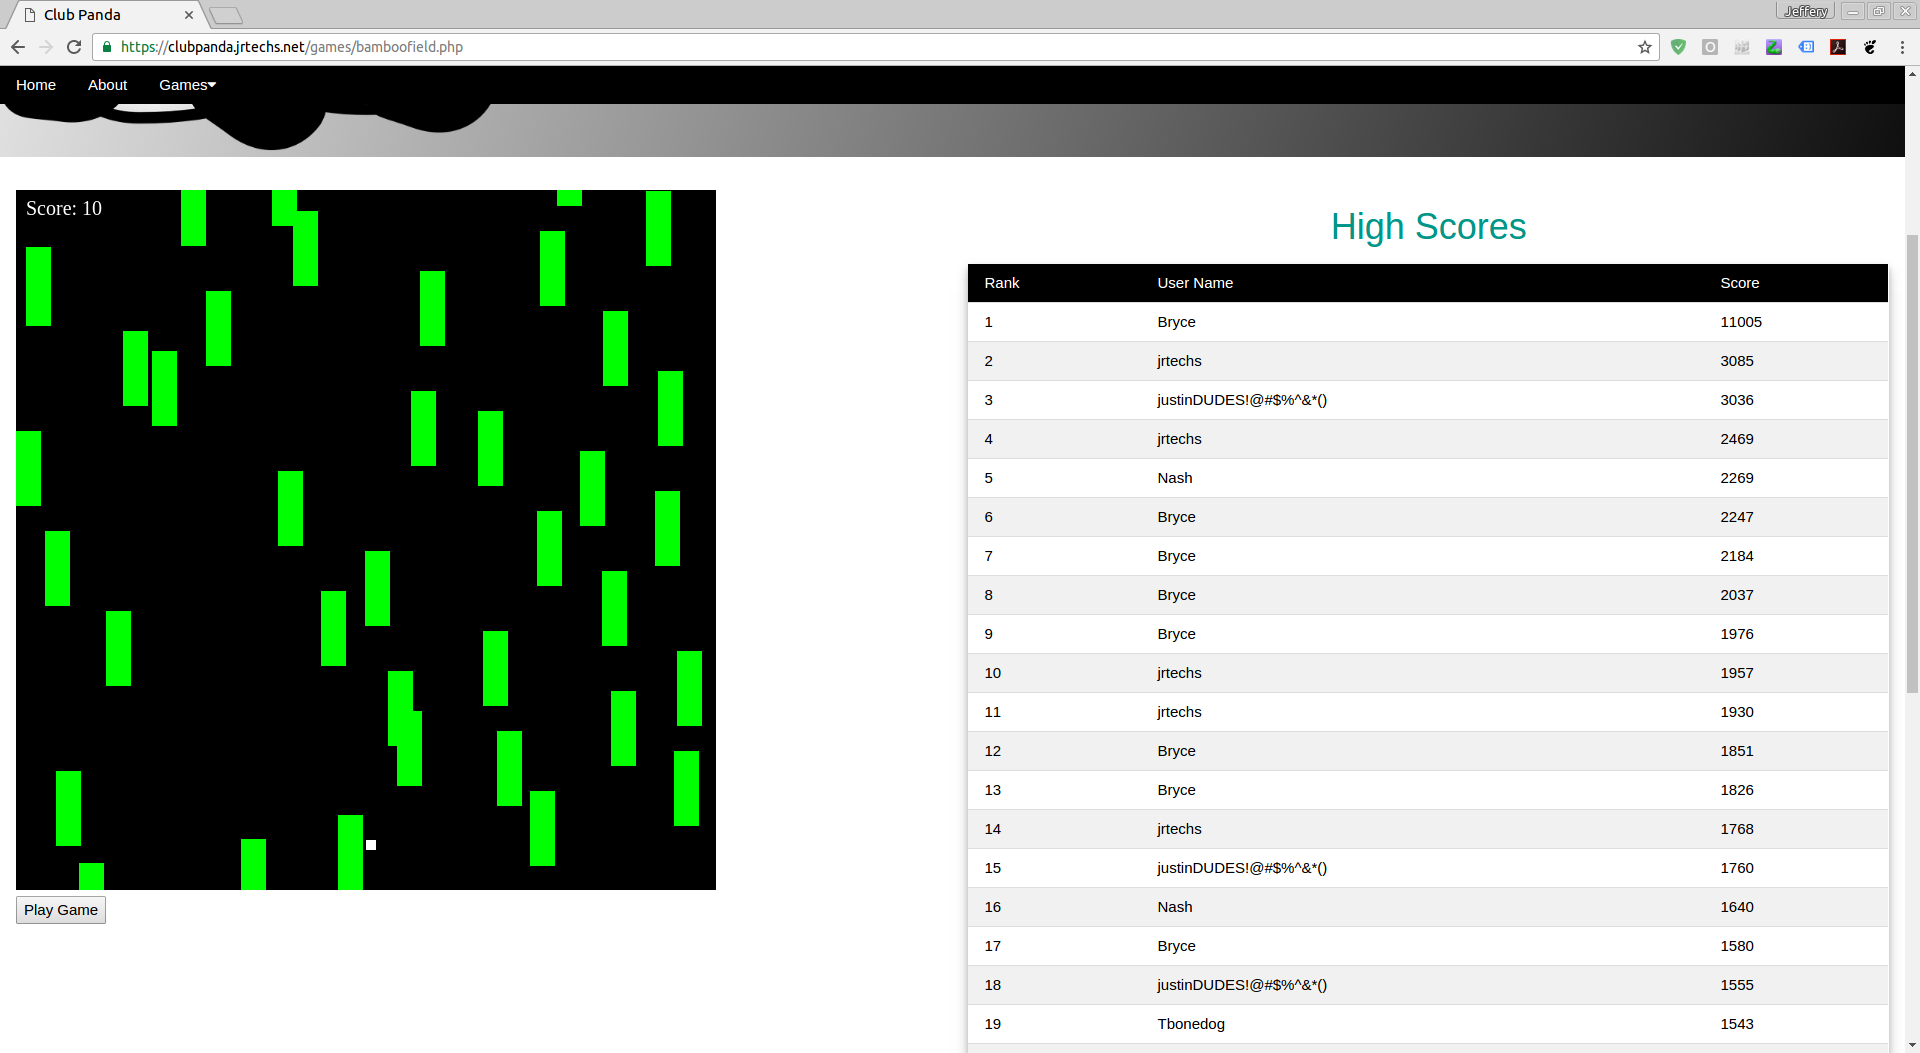 Club Panda
Jeffery
https://clubpanda.jrtechs.net/games/bamboofield.php
Home About Games
Score: 10
Play Game
High Scores
Rank User Name Score
1 Bryce 11005
2 jrtechs 3085
3 justinDUDES!@#$%^&*() 3036
4 jrtechs 2469
5 Nash 2269
6 Bryce 2247
7 Bryce 2184
8 Bryce 2037
9 Bryce 1976
10 jrtechs 1957
11 jrtechs 1930
12 Bryce 1851
13 Bryce 1826
14 jrtechs 1768
15 justinDUDES!@#$%^&*() 1760
16 Nash 1640
17 Bryce 1580
18 justinDUDES!@#$%^&*() 1555
19 Tbonedog 1543